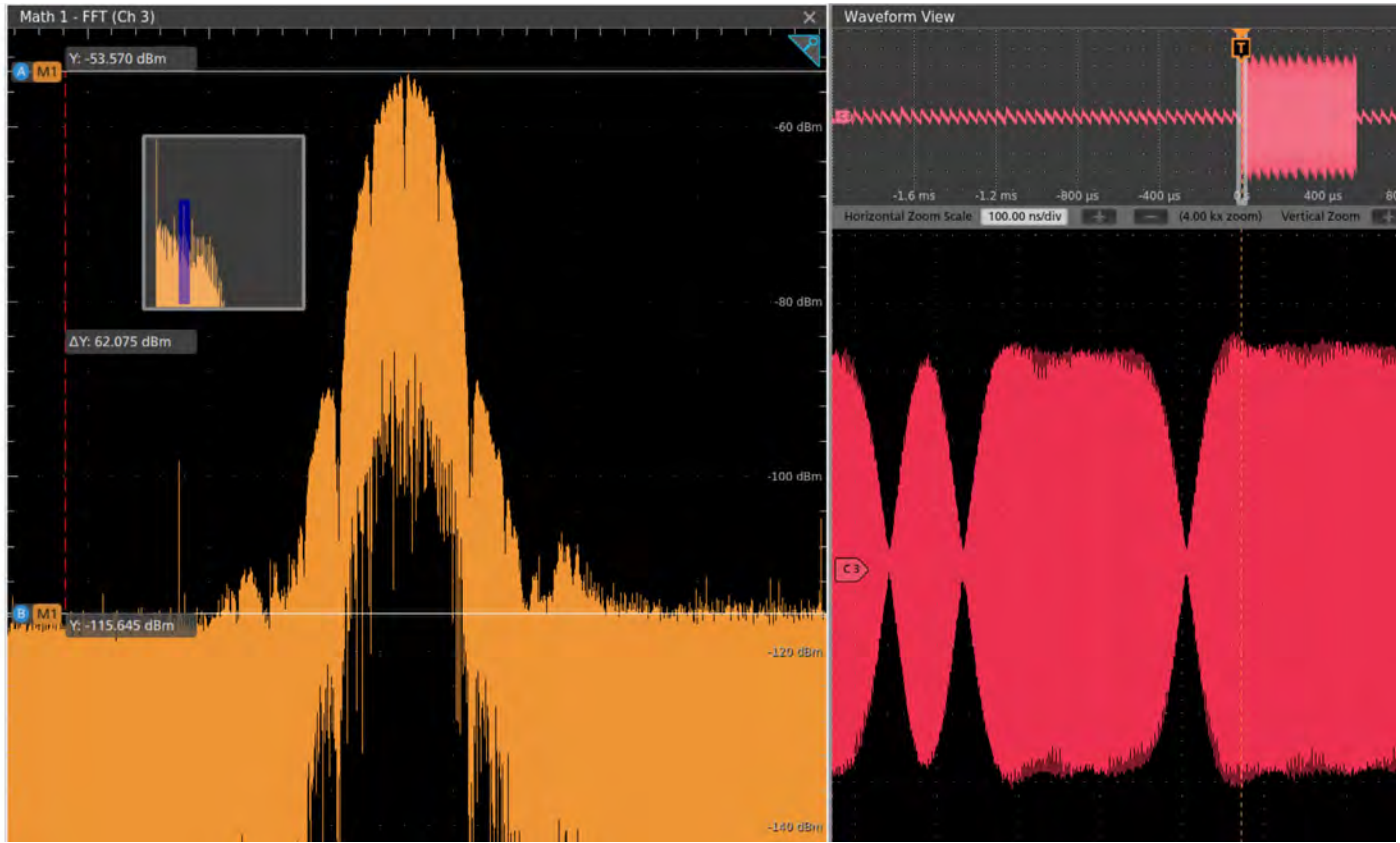 Math 1 - FFT (Ch 3)
Y: -53.570 dBm
A M1
-60 dBm
-80 dBm
ΔY: 62.075 dBm
-100 dBm
B M1
Y: -115.645 dBm
-120 dBm
-140 dBm
Waveform View
T
-1.6 ms -1.2 ms -800 µs -400 µs 400 µs
Horizontal Zoom Scale 100.00 ns/div + − (4.00 kx zoom) Vertical Zoom +
C 3